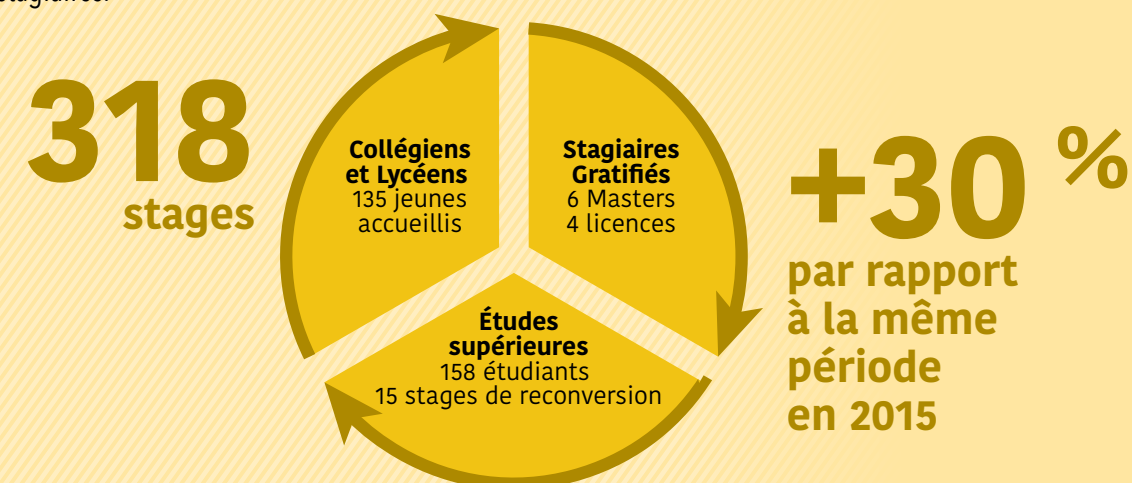 stagiaires.
318
stages
Collégiens
et Lycéens
135 jeunes
accueillis
Stagiaires
Gratifiés
6 Masters
4 licences
Études
supérieures
158 étudiants
15 stages de reconversion
+30 %
par rapport
à la même
période
en 2015